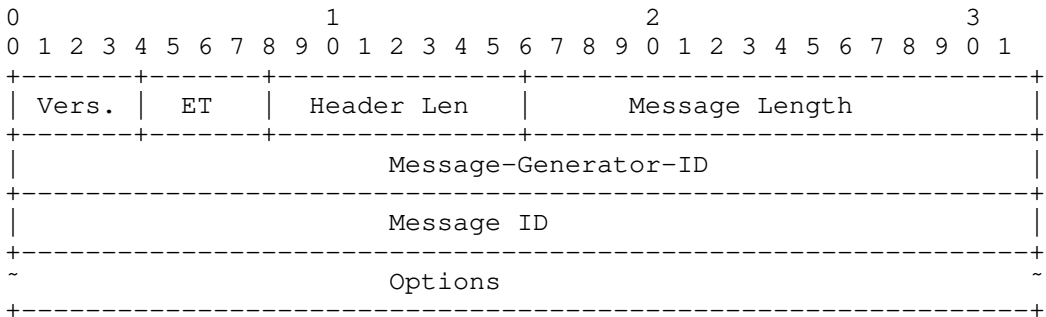 0                   1                   2                   3
0 1 2 3 4 5 6 7 8 9 0 1 2 3 4 5 6 7 8 9 0 1 2 3 4 5 6 7 8 9 0 1
+-------+-------+---------------+-------------------------------+
| Vers. |  ET   |  Header Len   |      Message Length           |
+-------+-------+---------------+-------------------------------+
|                       Message-Generator-ID                    |
+---------------------------------------------------------------+
|                       Message ID                              |
+---------------------------------------------------------------+
~                       Options                                 ~
+---------------------------------------------------------------+